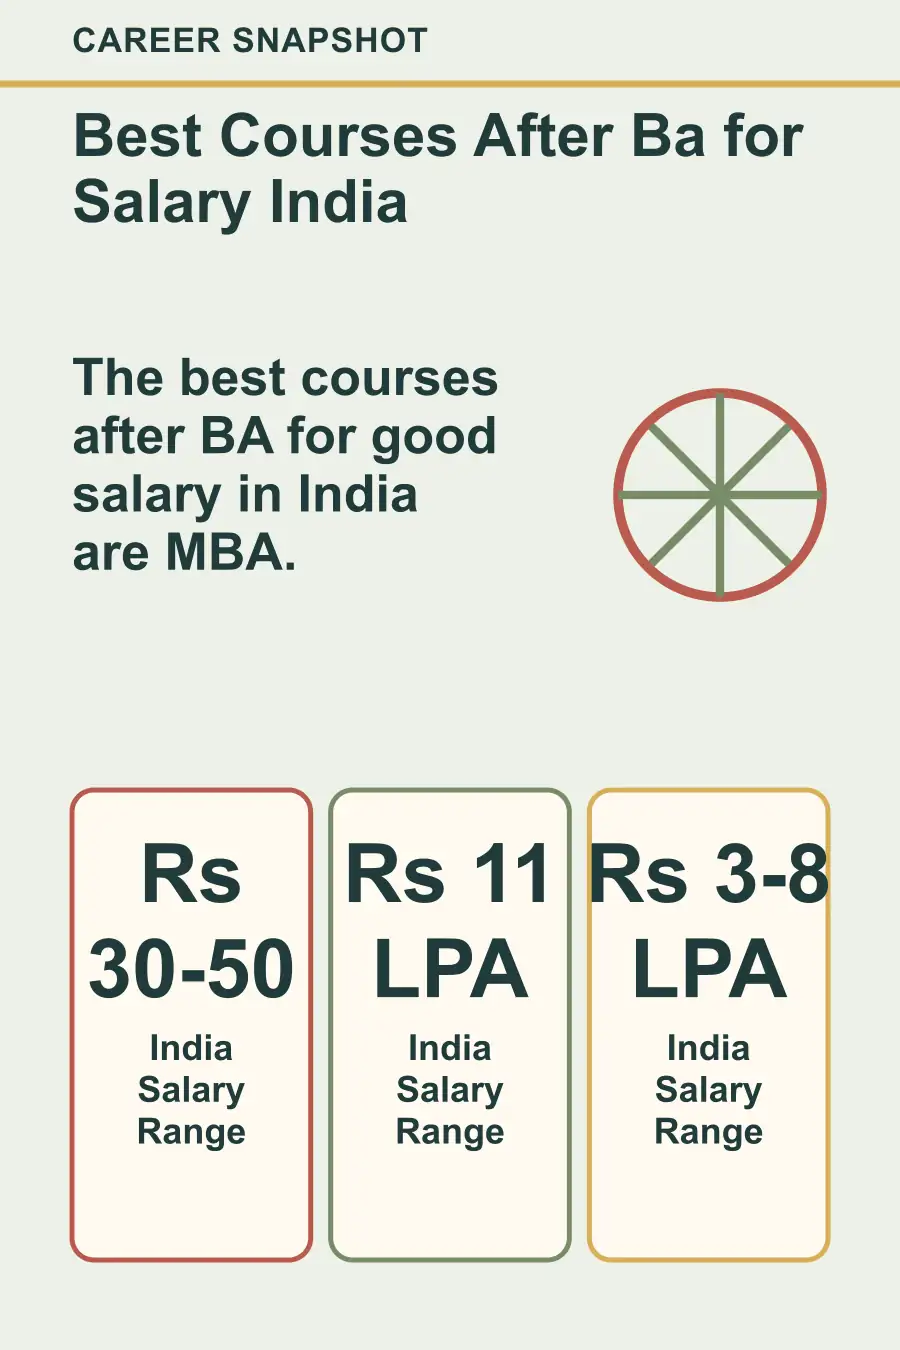 CAREER SNAPSHOT
Best Courses After Ba for
Salary India
The best courses
after BA for good
salary in India
are MBA.
Rs
30-50
India
Salary
Range
Rs 11
LPA
India
Salary
Range
Rs 3-8
LPA
India
Salary
Range